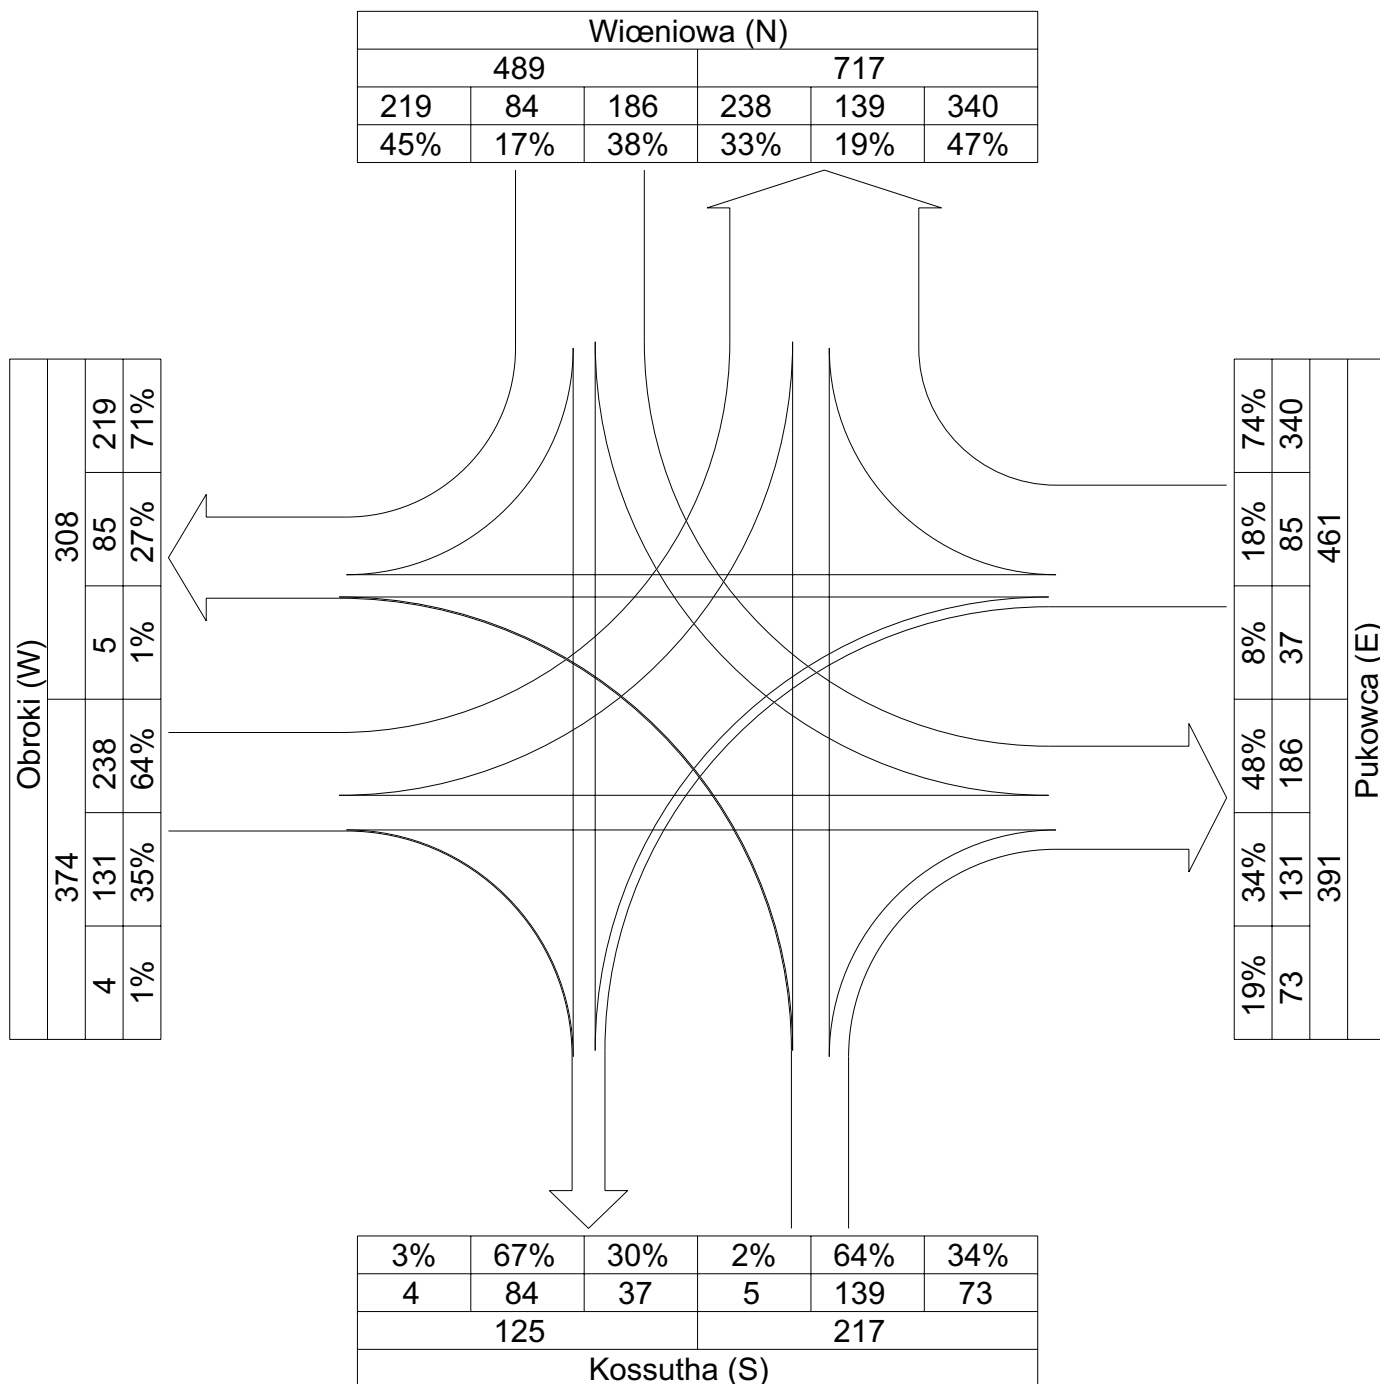 Wiœniowa (N)
489 717
219 84 186 238 139 340
45% 17% 38% 33% 19% 47%
Obroki (W)
374 308
4 131 238 5 85 219
1% 35% 64% 1% 27% 71%
74% 18% 8% 48% 34% 19%
340 85 37 186 131 73
461 391
Pukowca (E)
3% 67% 30% 2% 64% 34%
4 84 37 5 139 73
125 217
Kossutha (S)